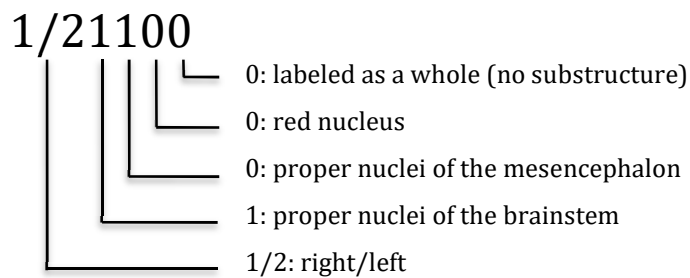 1/21100
0: labeled as a whole (no substructure)
0: red nucleus
0: proper nuclei of the mesencephalon
1: proper nuclei of the brainstem
1/2: right/left